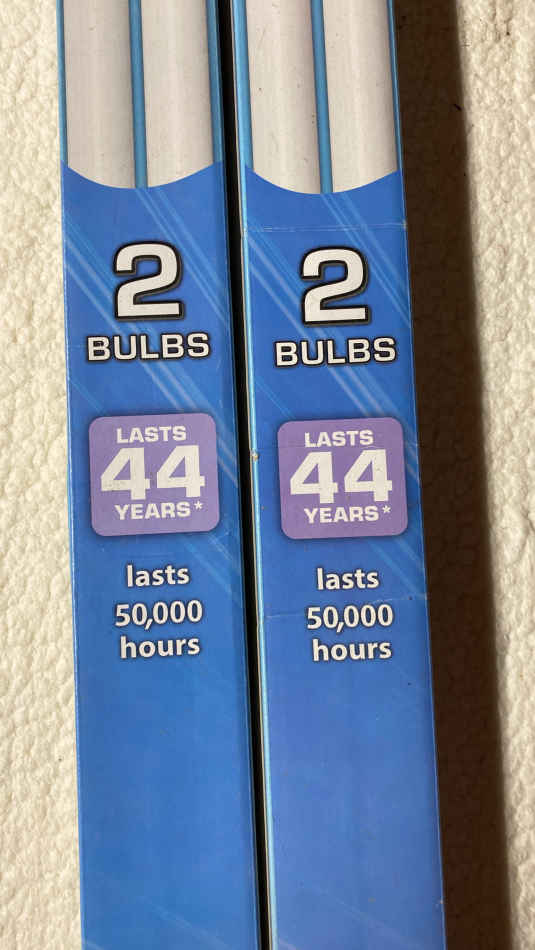 2
BULBS
LASTS
44
YEARS*
lasts
50,000
hours
2
BULBS
LASTS
44
YEARS*
lasts
50,000
hours